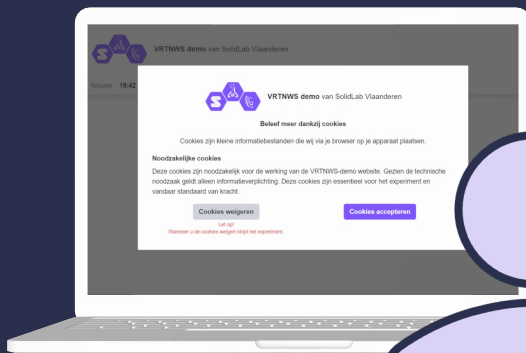 VRTNWS demo van SolidLab Vlaanderen
Nieuws 19:42
S
VRTNWS demo van SolidLab Vlaanderen
Beleef meer dankzij cookies
Cookies zijn kleine informatiebestanden die wij via je browser op je apparaat plaatsen.
Noodzakelijke cookies
Deze cookies zijn noodzakelijk voor de werking van de VRTNWS-demo website. Gezien de technische
noodzaak geldt alleen informatieverplichting. Deze cookies zijn essentieel voor het experiment en
vandaar standaard van kracht.
Cookies weigeren
Cookies accepteren
Let op!
Wanneer u de cookies weigert stopt het experiment.